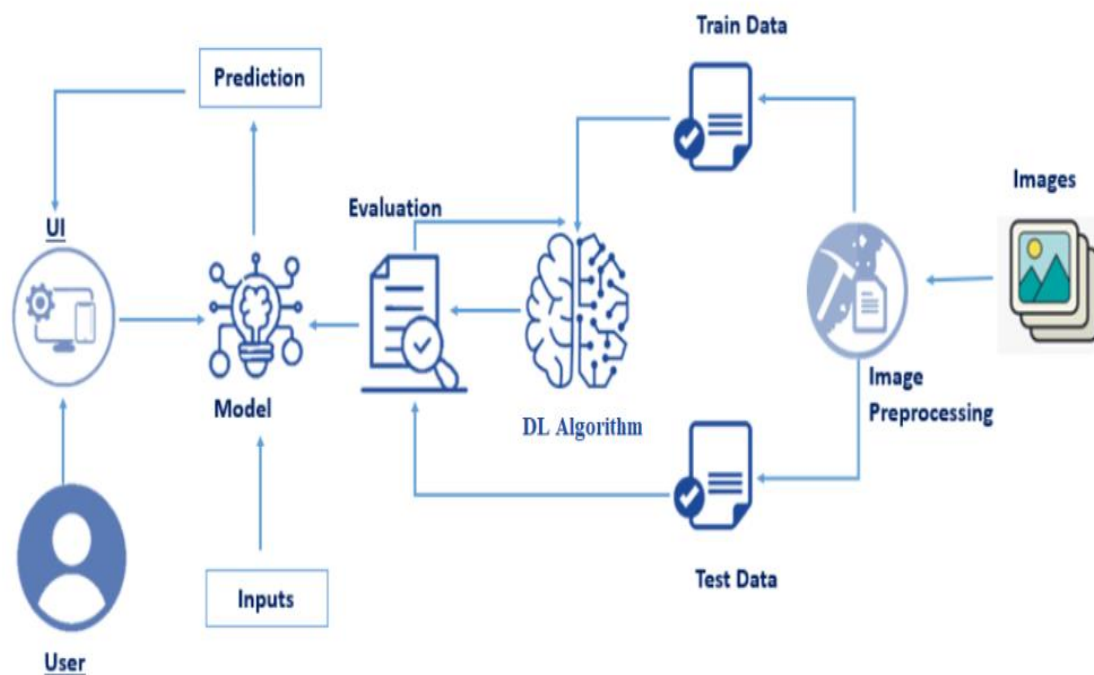 Train Data
Prediction
Images
Evaluation
UI
Image
Preprocessing
Model
DL Algorithm
Test Data
Inputs
User